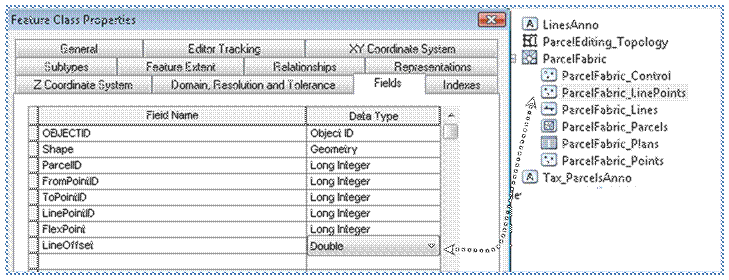 Feature Class Properties
General Editor Tracking XY Coordinate System
Subtypes Feature Extent Relationships Representations
Z Coordinate System Domain, Resolution and Tolerance Fields Indexes
Field Name Data Type
OBJECTID Object ID
Shape Geometry
ParcelID Long Integer
FromPointID Long Integer
ToPointID Long Integer
LinePointID Long Integer
FlexPoint Long Integer
LineOffset Double
LinesAnno
ParcelEditing_Topology
ParcelFabric
ParcelFabric_Control
ParcelFabric_LinePoints
ParcelFabric_Lines
ParcelFabric_Parcels
ParcelFabric_Plans
ParcelFabric_Points
Tax_ParcelsAnno